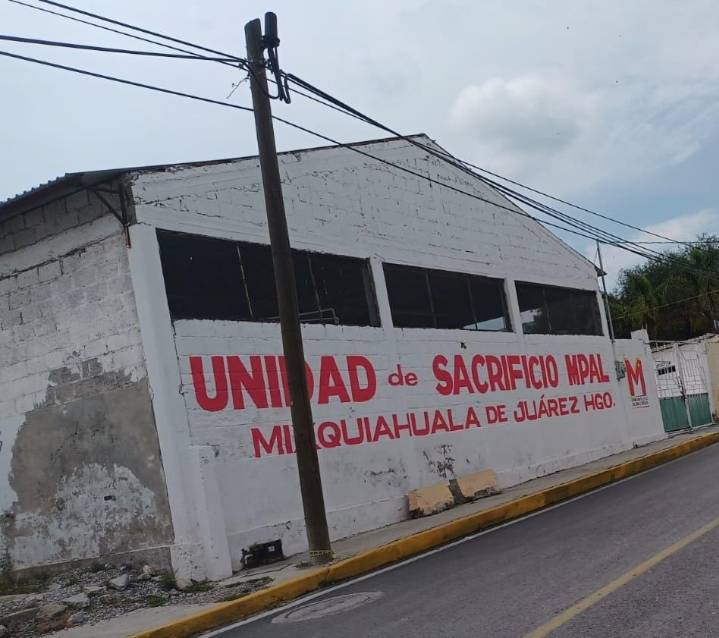 UNIDAD de SACRIFICIO MPAL
MIXQUIAHUALA DE JUÁREZ HGO.
M